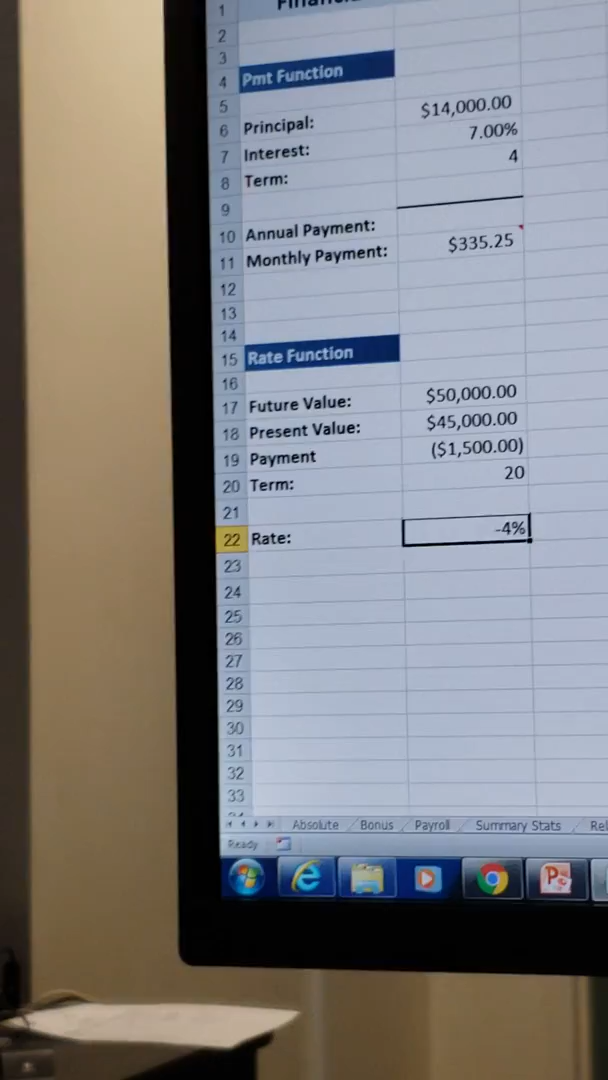 1
2
3
4 Pmt Function
5
6 Principal: $14,000.00
7 Interest: 7.00%
8 Term: 4
9
10 Annual Payment:
11 Monthly Payment: $335.25
12
13
14
15 Rate Function
16
17 Future Value: $50,000.00
18 Present Value: $45,000.00
19 Payment ($1,500.00)
20 Term: 20
21
22 Rate: -4%
23
24
25
26
27
28
29
30
31
32
33
Absolute Bonus Payroll Summary Stats
Ready